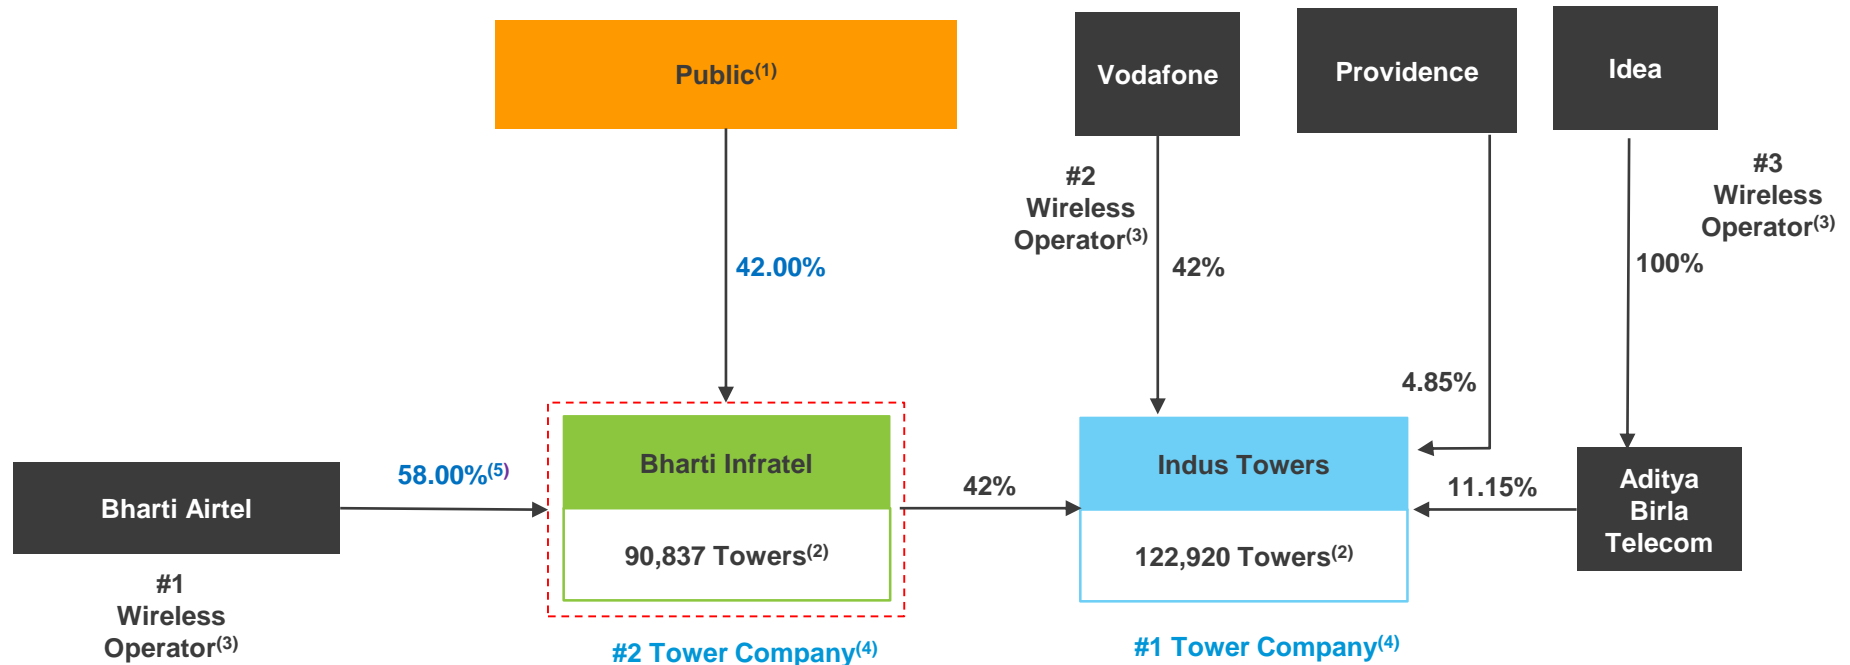 Public(1)
Vodafone
Providence
Idea
#2
Wireless
Operator(3)
#3
Wireless
Operator(3)
42.00%
42%
100%
4.85%
Bharti Airtel
#1
Wireless
Operator(3)
58.00%(5)
Bharti Infratel
90,837 Towers(2)
#2 Tower Company(4)
42%
Indus Towers
122,920 Towers(2)
#1 Tower Company(4)
11.15%
Aditya
Birla
Telecom